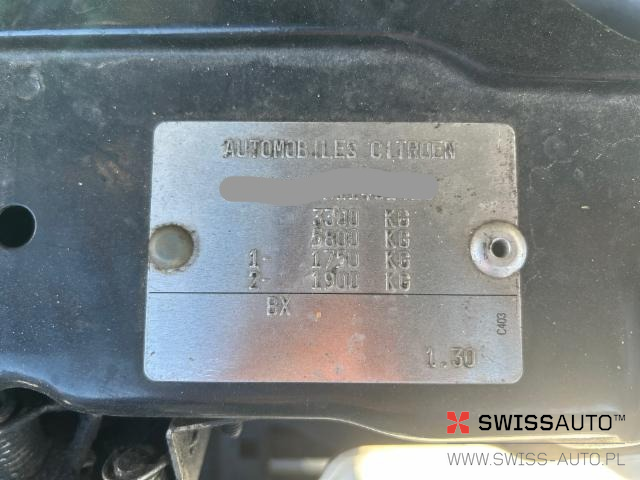 AUTOMOBILES CITROEN
3300 KG
5800 KG
1- 1750 KG
2- 1900 KG
BX
C403
1.30
SWISSAUTO™
WWW.SWISS-AUTO.PL